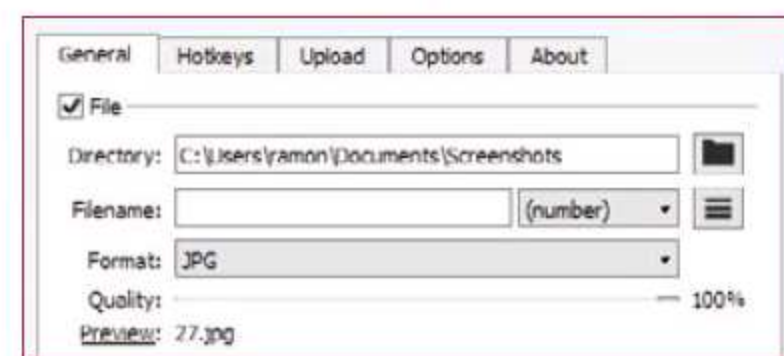 General Hotkeys Upload Options About
File
Directory: C:\Users\ramon\Documents\Screenshots
Filename: (number)
Format: JPG
Quality: 100%
Preview: 27.jpg